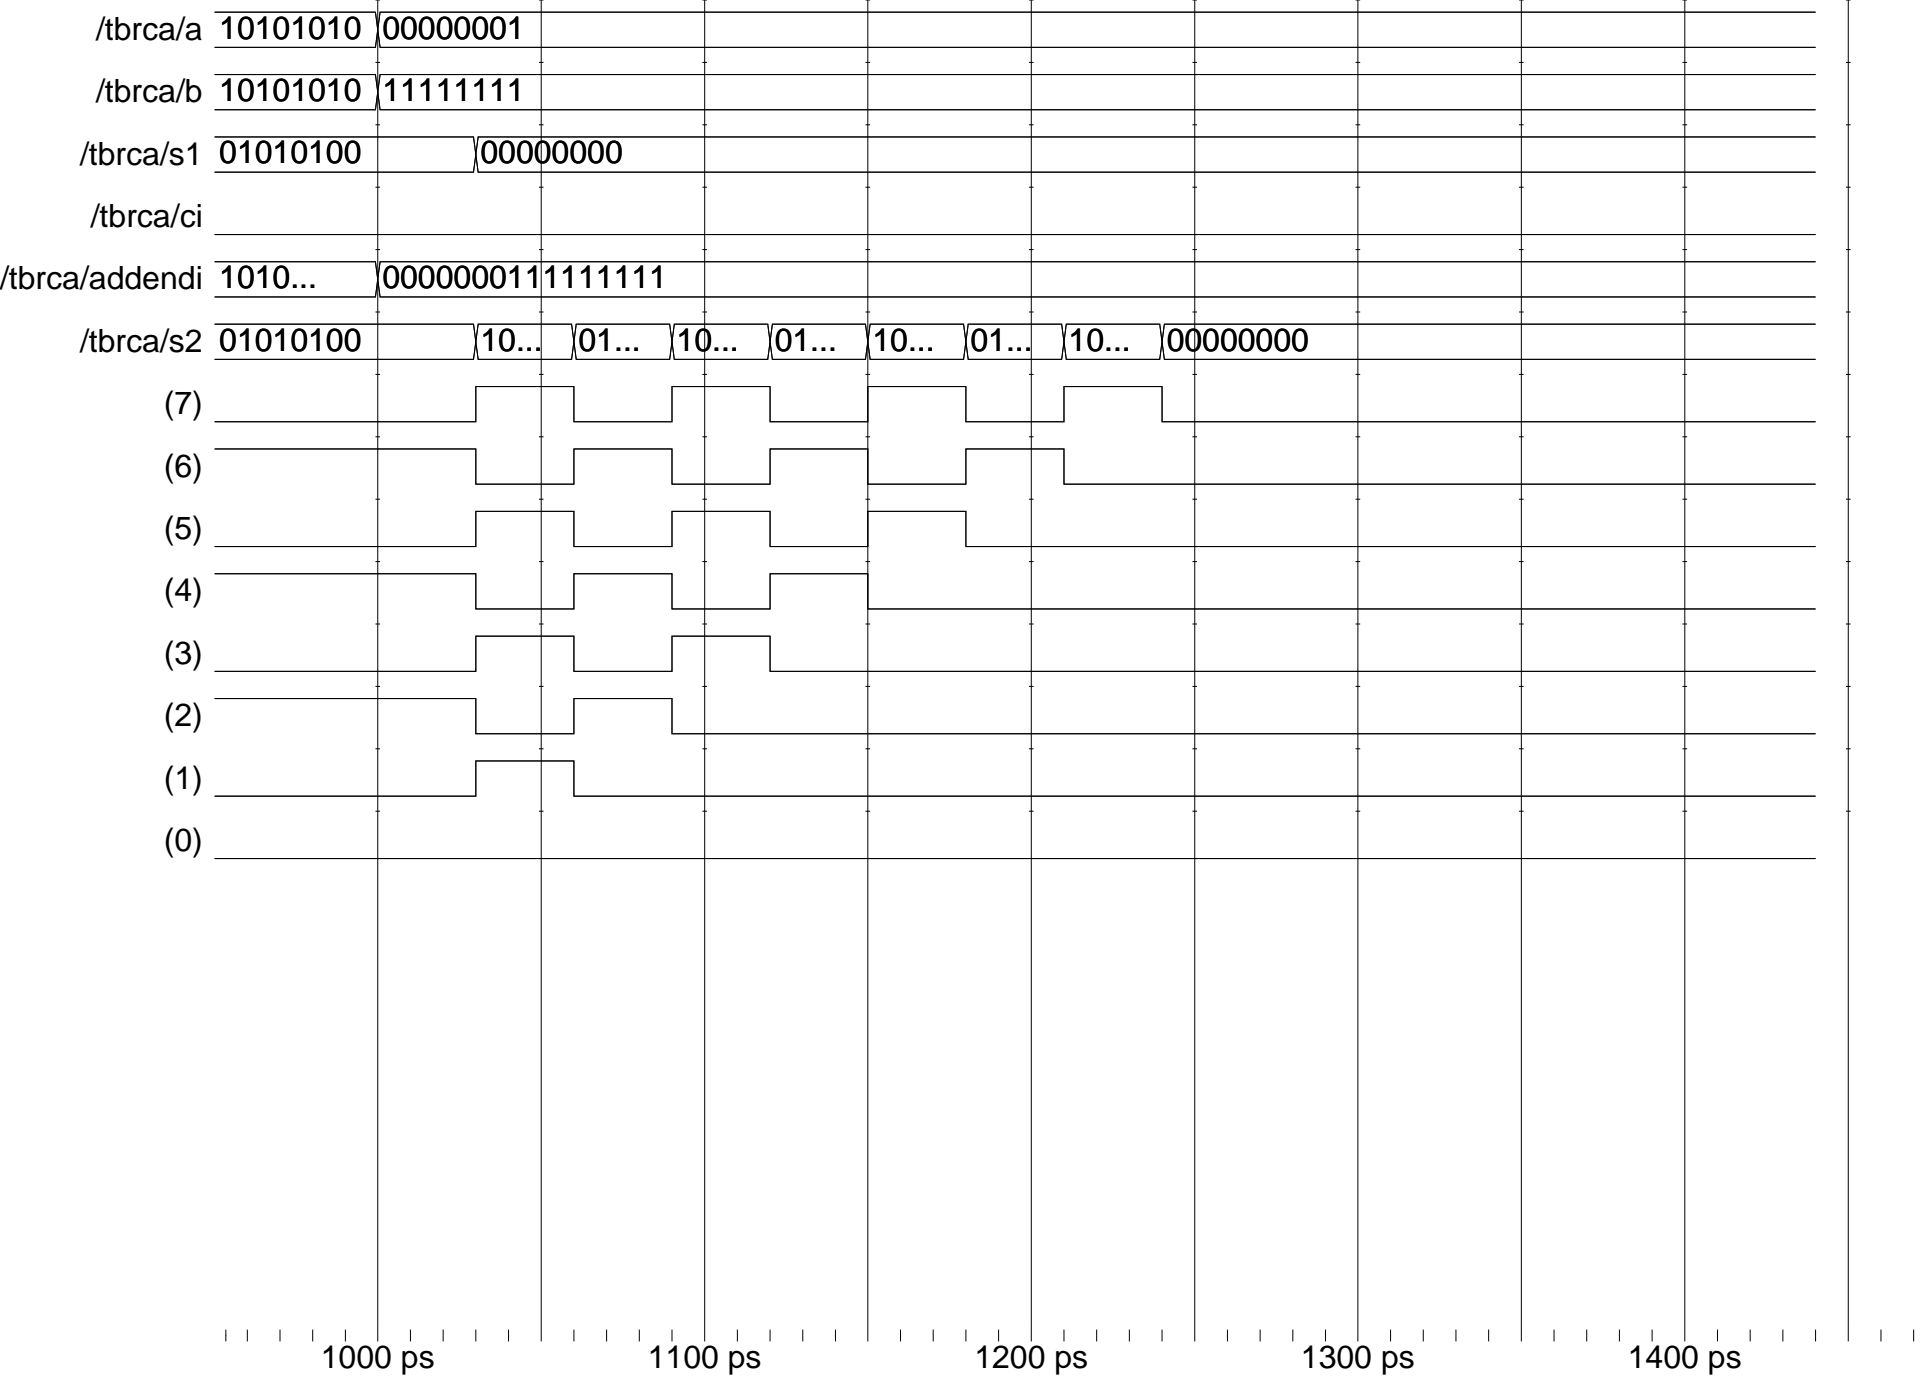 /tbrca/a 10101010 00000001
/tbrca/b 10101010 11111111
/tbrca/s1 01010100 00000000
/tbrca/ci
/tbrca/addendi 1010... 0000000111111111
/tbrca/s2 01010100 10... 01... 10... 01... 10... 01... 10... 00000000
(7)
(6)
(5)
(4)
(3)
(2)
(1)
(0)
1000 ps 1100 ps 1200 ps 1300 ps 1400 ps